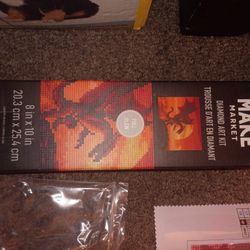 MAKE
MARKET
DIAMOND ART KIT
TROUSSE D'ART EN DIAMANT
8 in x 10 in
20.3 cm x 25.4 cm